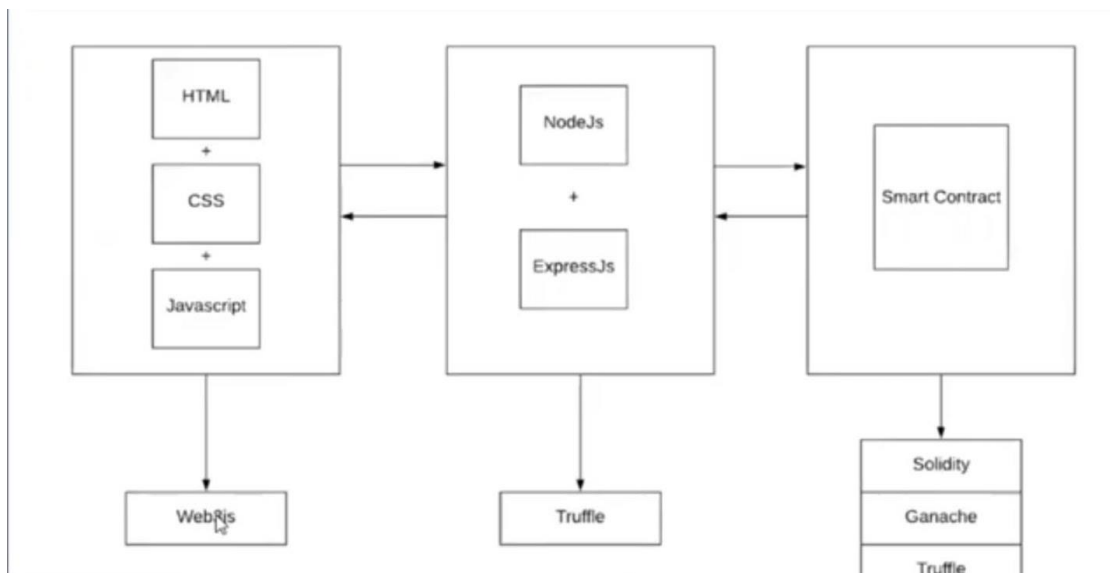 HTML
+
CSS
+
Javascript
NodeJs
+
ExpressJs
Smart Contract
Web3js
Truffle
Solidity
Ganache
Truffle